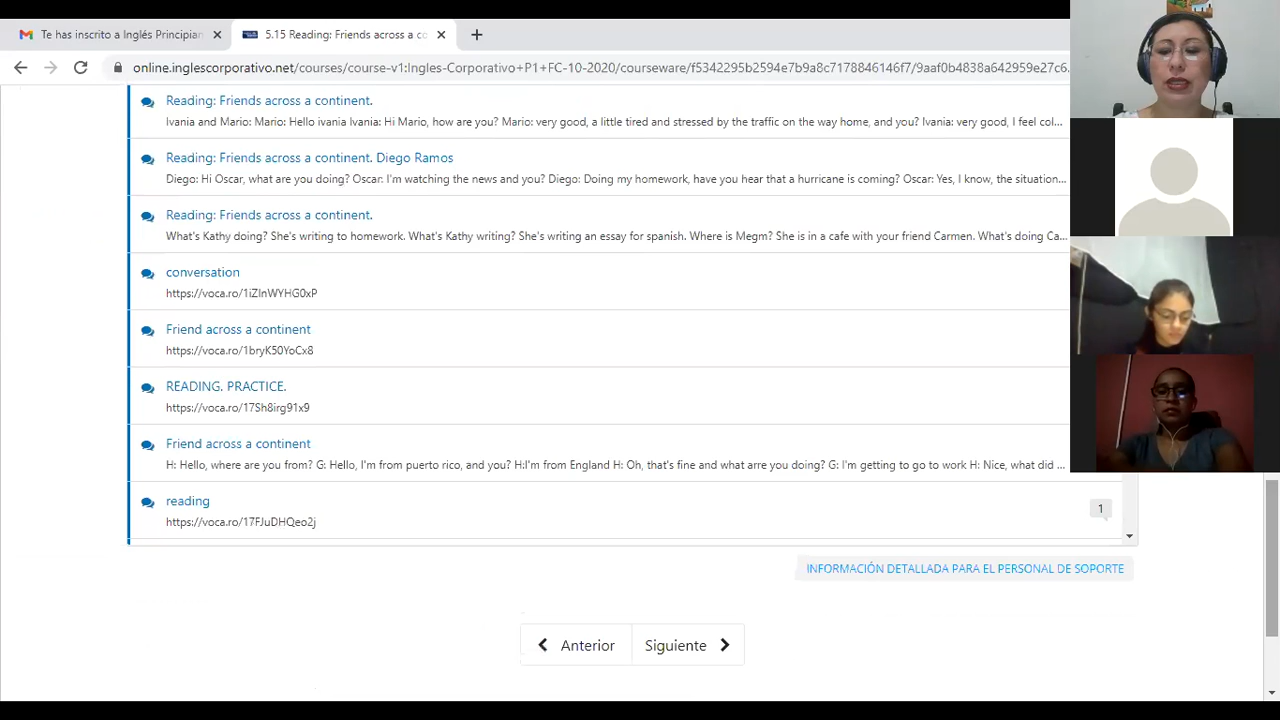 Te has inscrito a Inglés Principian
5.15 Reading: Friends across a co
online.inglescorporativo.net/courses/course-v1:Ingles-Corporativo+P1+FC-10-2020/courseware/f5342295b2594e7b9a8c7178846146f7/9aaf0b4838a642959e27c6.
Reading: Friends across a continent.
Ivania and Mario: Mario: Hello ivania Ivania: Hi Mario, how are you? Mario: very good, a little tired and stressed by the traffic on the way home, and you? Ivania: very good, I feel col...
Reading: Friends across a continent. Diego Ramos
Diego: Hi Oscar, what are you doing? Oscar: I'm watching the news and you? Diego: Doing my homework, have you hear that a hurricane is coming? Oscar: Yes, I know, the situation...
Reading: Friends across a continent.
What's Kathy doing? She's writing to homework. What's Kathy writing? She's writing an essay for spanish. Where is Megm? She is in a cafe with your friend Carmen. What's doing Ca...
conversation
https://voca.ro/1iZInWYHG0xP
Friend across a continent
https://voca.ro/1bryK50YoCx8
READING. PRACTICE.
https://voca.ro/17Sh8irg91x9
Friend across a continent
H: Hello, where are you from? G: Hello, I'm from puerto rico, and you? H:I'm from England H: Oh, that's fine and what arre you doing? G: I'm getting to go to work H: Nice, what did ...
reading
https://voca.ro/17FJuDHQeo2j
1
INFORMACIÓN DETALLADA PARA EL PERSONAL DE SOPORTE
Anterior
Siguiente